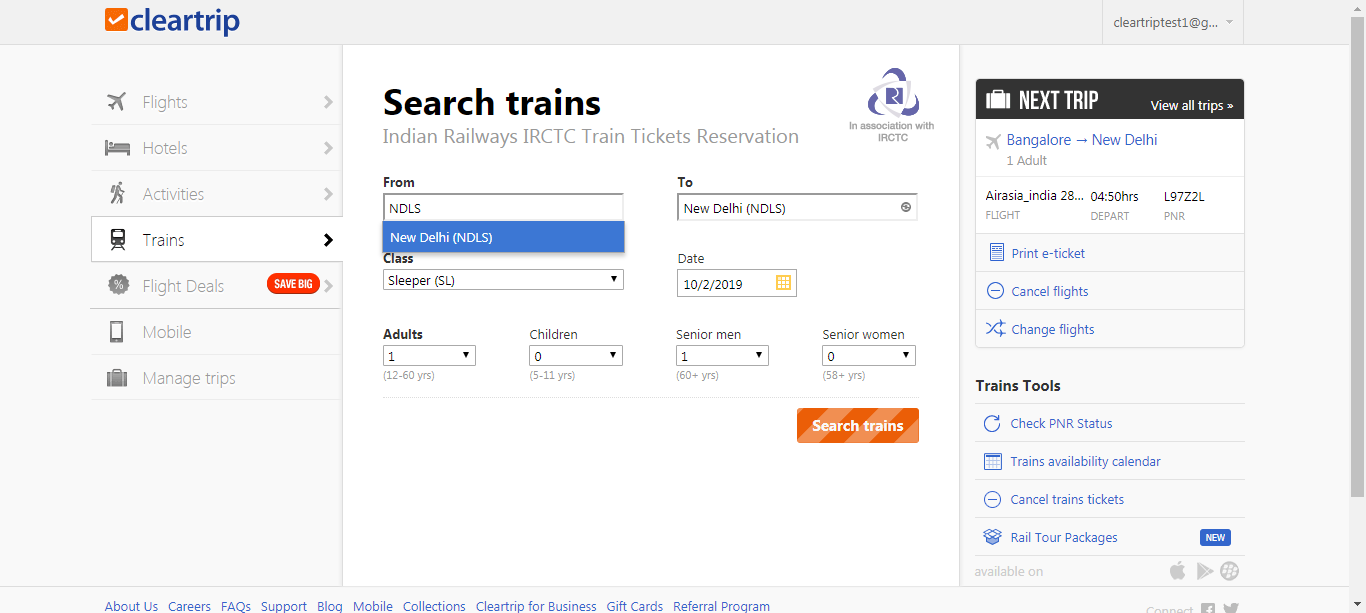 cleartrip
cleartriptest1@g...
Flights
Hotels
Activities
Trains
Flight Deals SAVE BIG
Mobile
Manage trips
Search trains
Indian Railways IRCTC Train Tickets Reservation
In association with
IRCTC
From
To
NDLS
New Delhi (NDLS)
New Delhi (NDLS)
Class
Date
Sleeper (SL)
10/2/2019
Adults Children Senior men Senior women
1 0 1 0
(12-60 yrs) (5-11 yrs) (60+ yrs) (58+ yrs)
Search trains
NEXT TRIP View all trips »
Bangalore → New Delhi
1 Adult
Airasia_india 28... 04:50hrs L97Z2L
FLIGHT DEPART PNR
Print e-ticket
Cancel flights
Change flights
Trains Tools
Check PNR Status
Trains availability calendar
Cancel trains tickets
Rail Tour Packages NEW
available on
About Us Careers FAQs Support Blog Mobile Collections Cleartrip for Business Gift Cards Referral Program
Connect